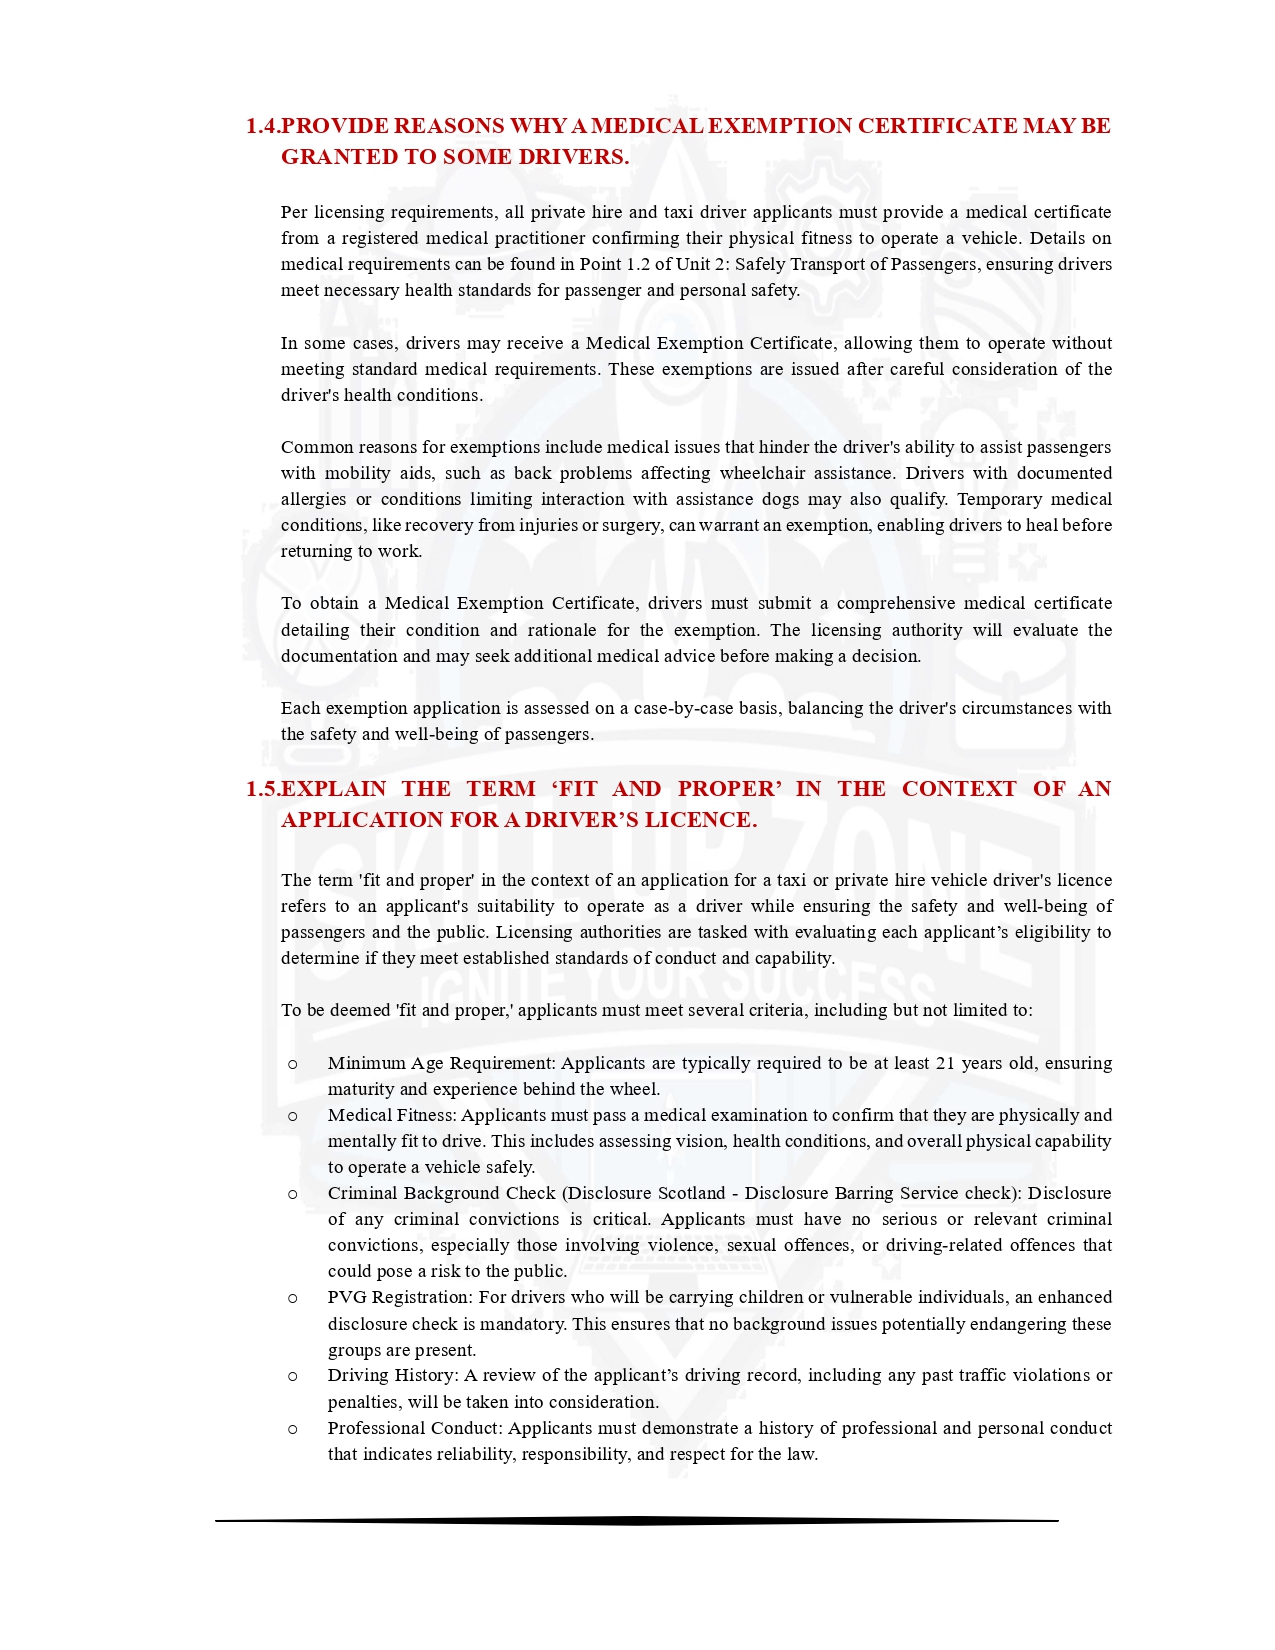 1.4.PROVIDE REASONS WHY A MEDICAL EXEMPTION CERTIFICATE MAY BE
GRANTED TO SOME DRIVERS.
Per licensing requirements, all private hire and taxi driver applicants must provide a medical certificate
from a registered medical practitioner confirming their physical fitness to operate a vehicle. Details on
medical requirements can be found in Point 1.2 of Unit 2: Safely Transport of Passengers, ensuring drivers
meet necessary health standards for passenger and personal safety.
In some cases, drivers may receive a Medical Exemption Certificate, allowing them to operate without
meeting standard medical requirements. These exemptions are issued after careful consideration of the
driver's health conditions.
Common reasons for exemptions include medical issues that hinder the driver's ability to assist passengers
with mobility aids, such as back problems affecting wheelchair assistance. Drivers with documented
allergies or conditions limiting interaction with assistance dogs may also qualify. Temporary medical
conditions, like recovery from injuries or surgery, can warrant an exemption, enabling drivers to heal before
returning to work.
To obtain a Medical Exemption Certificate, drivers must submit a comprehensive medical certificate
detailing their condition and rationale for the exemption. The licensing authority will evaluate the
documentation and may seek additional medical advice before making a decision.
Each exemption application is assessed on a case-by-case basis, balancing the driver's circumstances with
the safety and well-being of passengers.
1.5.EXPLAIN THE TERM ‘FIT AND PROPER’ IN THE CONTEXT OF AN
APPLICATION FOR A DRIVER’S LICENCE.
The term 'fit and proper' in the context of an application for a taxi or private hire vehicle driver's licence
refers to an applicant's suitability to operate as a driver while ensuring the safety and well-being of
passengers and the public. Licensing authorities are tasked with evaluating each applicant’s eligibility to
determine if they meet established standards of conduct and capability.
To be deemed 'fit and proper,' applicants must meet several criteria, including but not limited to:
o Minimum Age Requirement: Applicants are typically required to be at least 21 years old, ensuring
maturity and experience behind the wheel.
o Medical Fitness: Applicants must pass a medical examination to confirm that they are physically and
mentally fit to drive. This includes assessing vision, health conditions, and overall physical capability
to operate a vehicle safely.
o Criminal Background Check (Disclosure Scotland - Disclosure Barring Service check): Disclosure
of any criminal convictions is critical. Applicants must have no serious or relevant criminal
convictions, especially those involving violence, sexual offences, or driving-related offences that
could pose a risk to the public.
o PVG Registration: For drivers who will be carrying children or vulnerable individuals, an enhanced
disclosure check is mandatory. This ensures that no background issues potentially endangering these
groups are present.
o Driving History: A review of the applicant’s driving record, including any past traffic violations or
penalties, will be taken into consideration.
o Professional Conduct: Applicants must demonstrate a history of professional and personal conduct
that indicates reliability, responsibility, and respect for the law.
SKILL UP ZONE
IGNITE YOUR SUCCESS